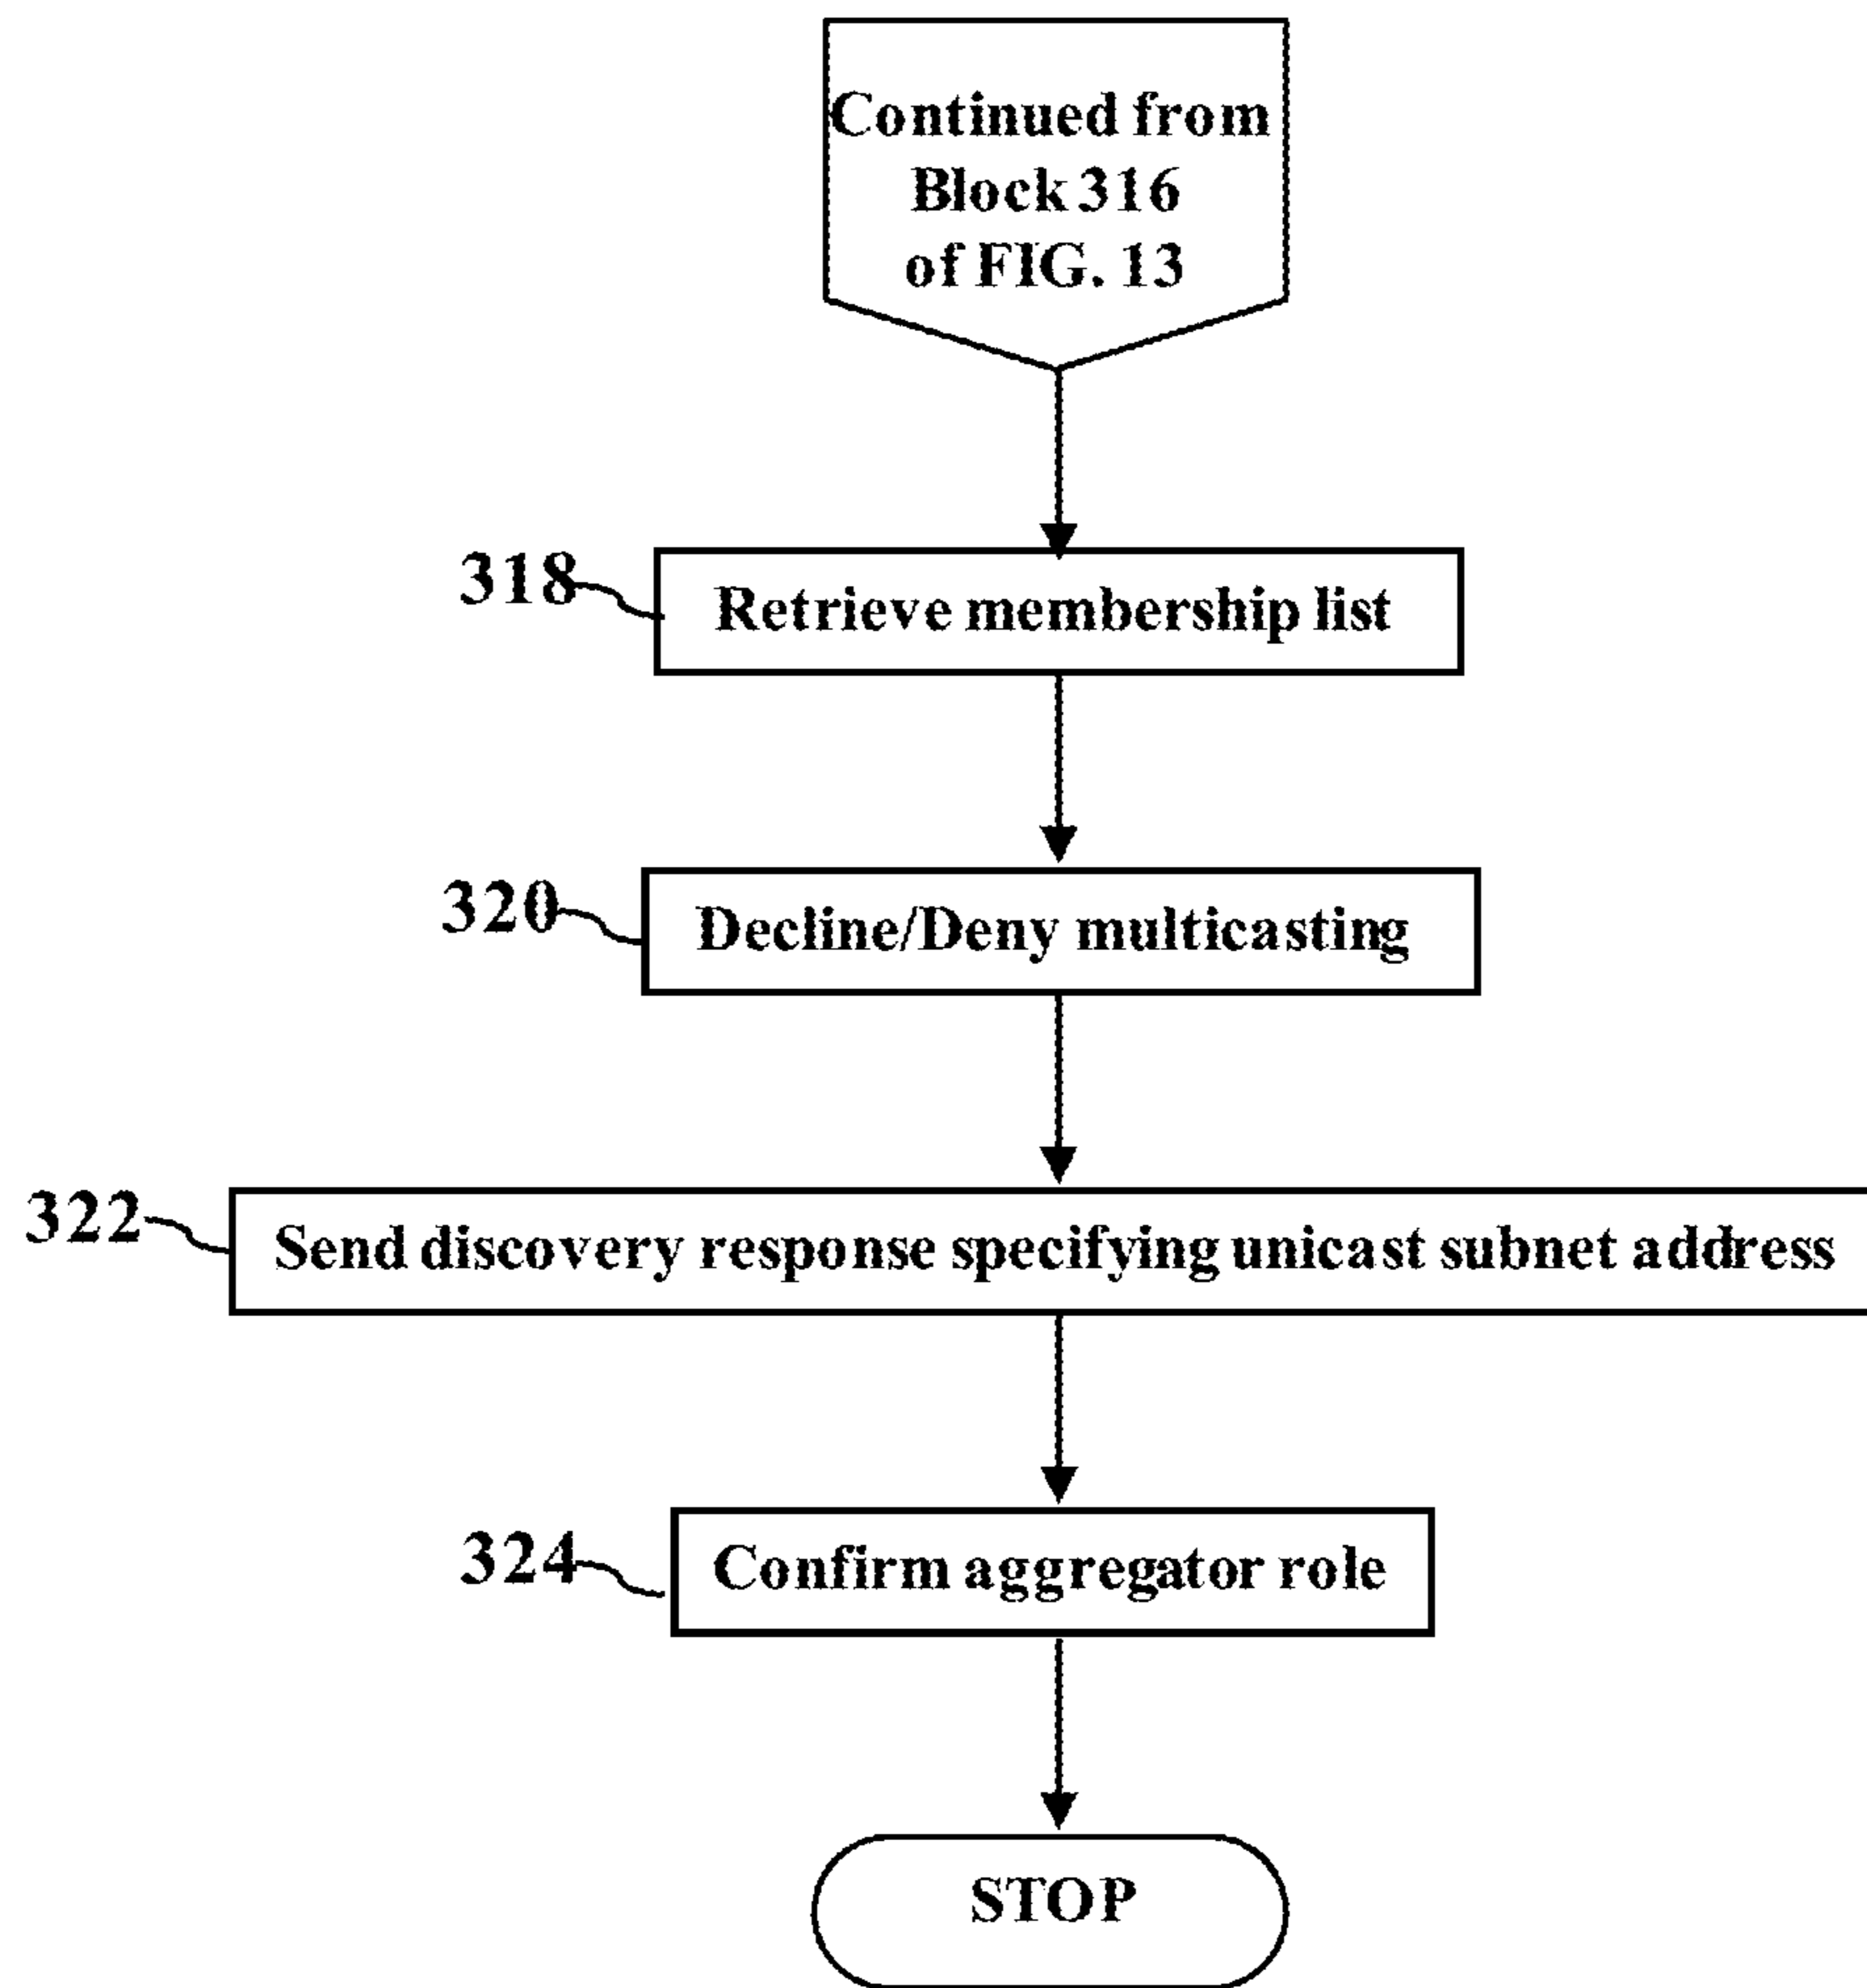 Continued from
Block 316
of FIG. 13
318
Retrieve membership list
320
Decline/Deny multicasting
322
Send discovery response specifying unicast subnet address
324
Confirm aggregator role
STOP